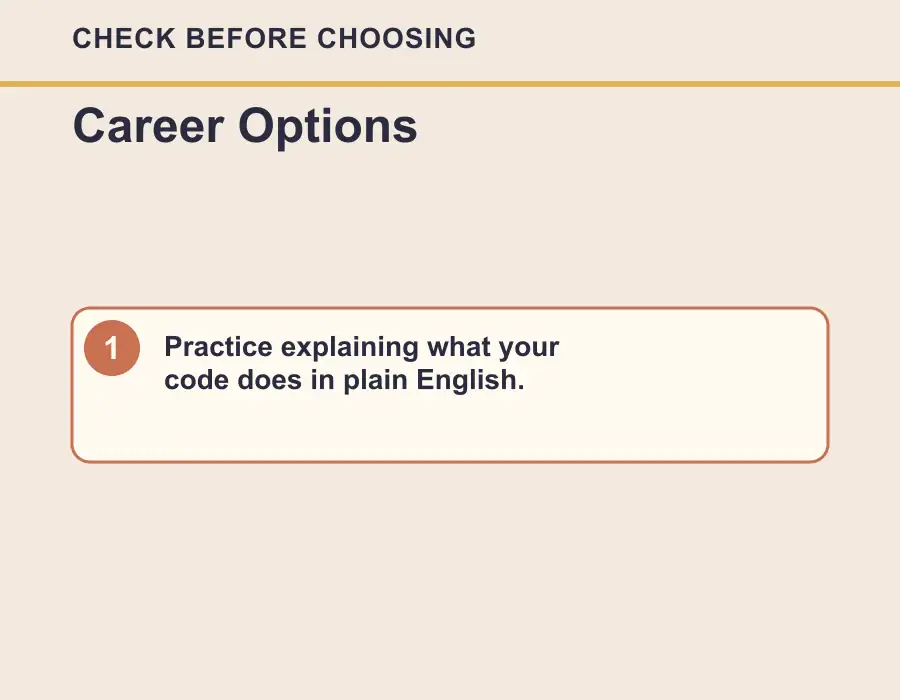 CHECK BEFORE CHOOSING
Career Options
1
Practice explaining what your
code does in plain English.